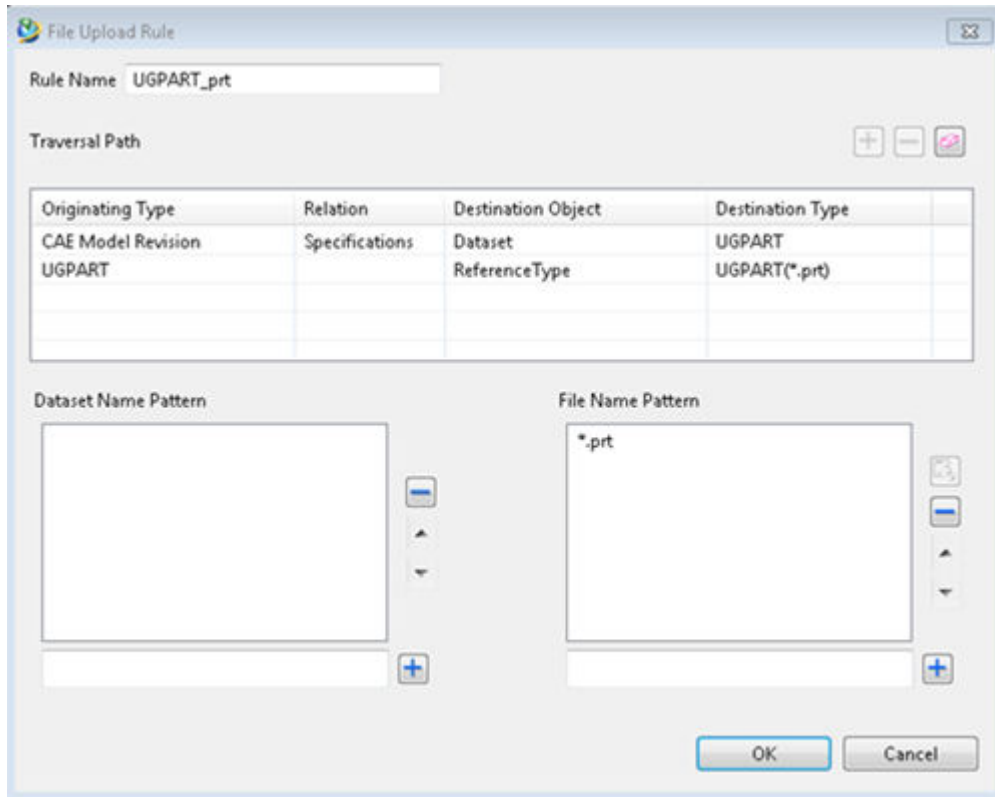 File Upload Rule
Rule Name UGPART_prt
Traversal Path
Originating Type Relation Destination Object Destination Type
CAE Model Revision Specifications Dataset UGPART
UGPART ReferenceType UGPART(*.prt)
Dataset Name Pattern File Name Pattern
*.prt
OK Cancel